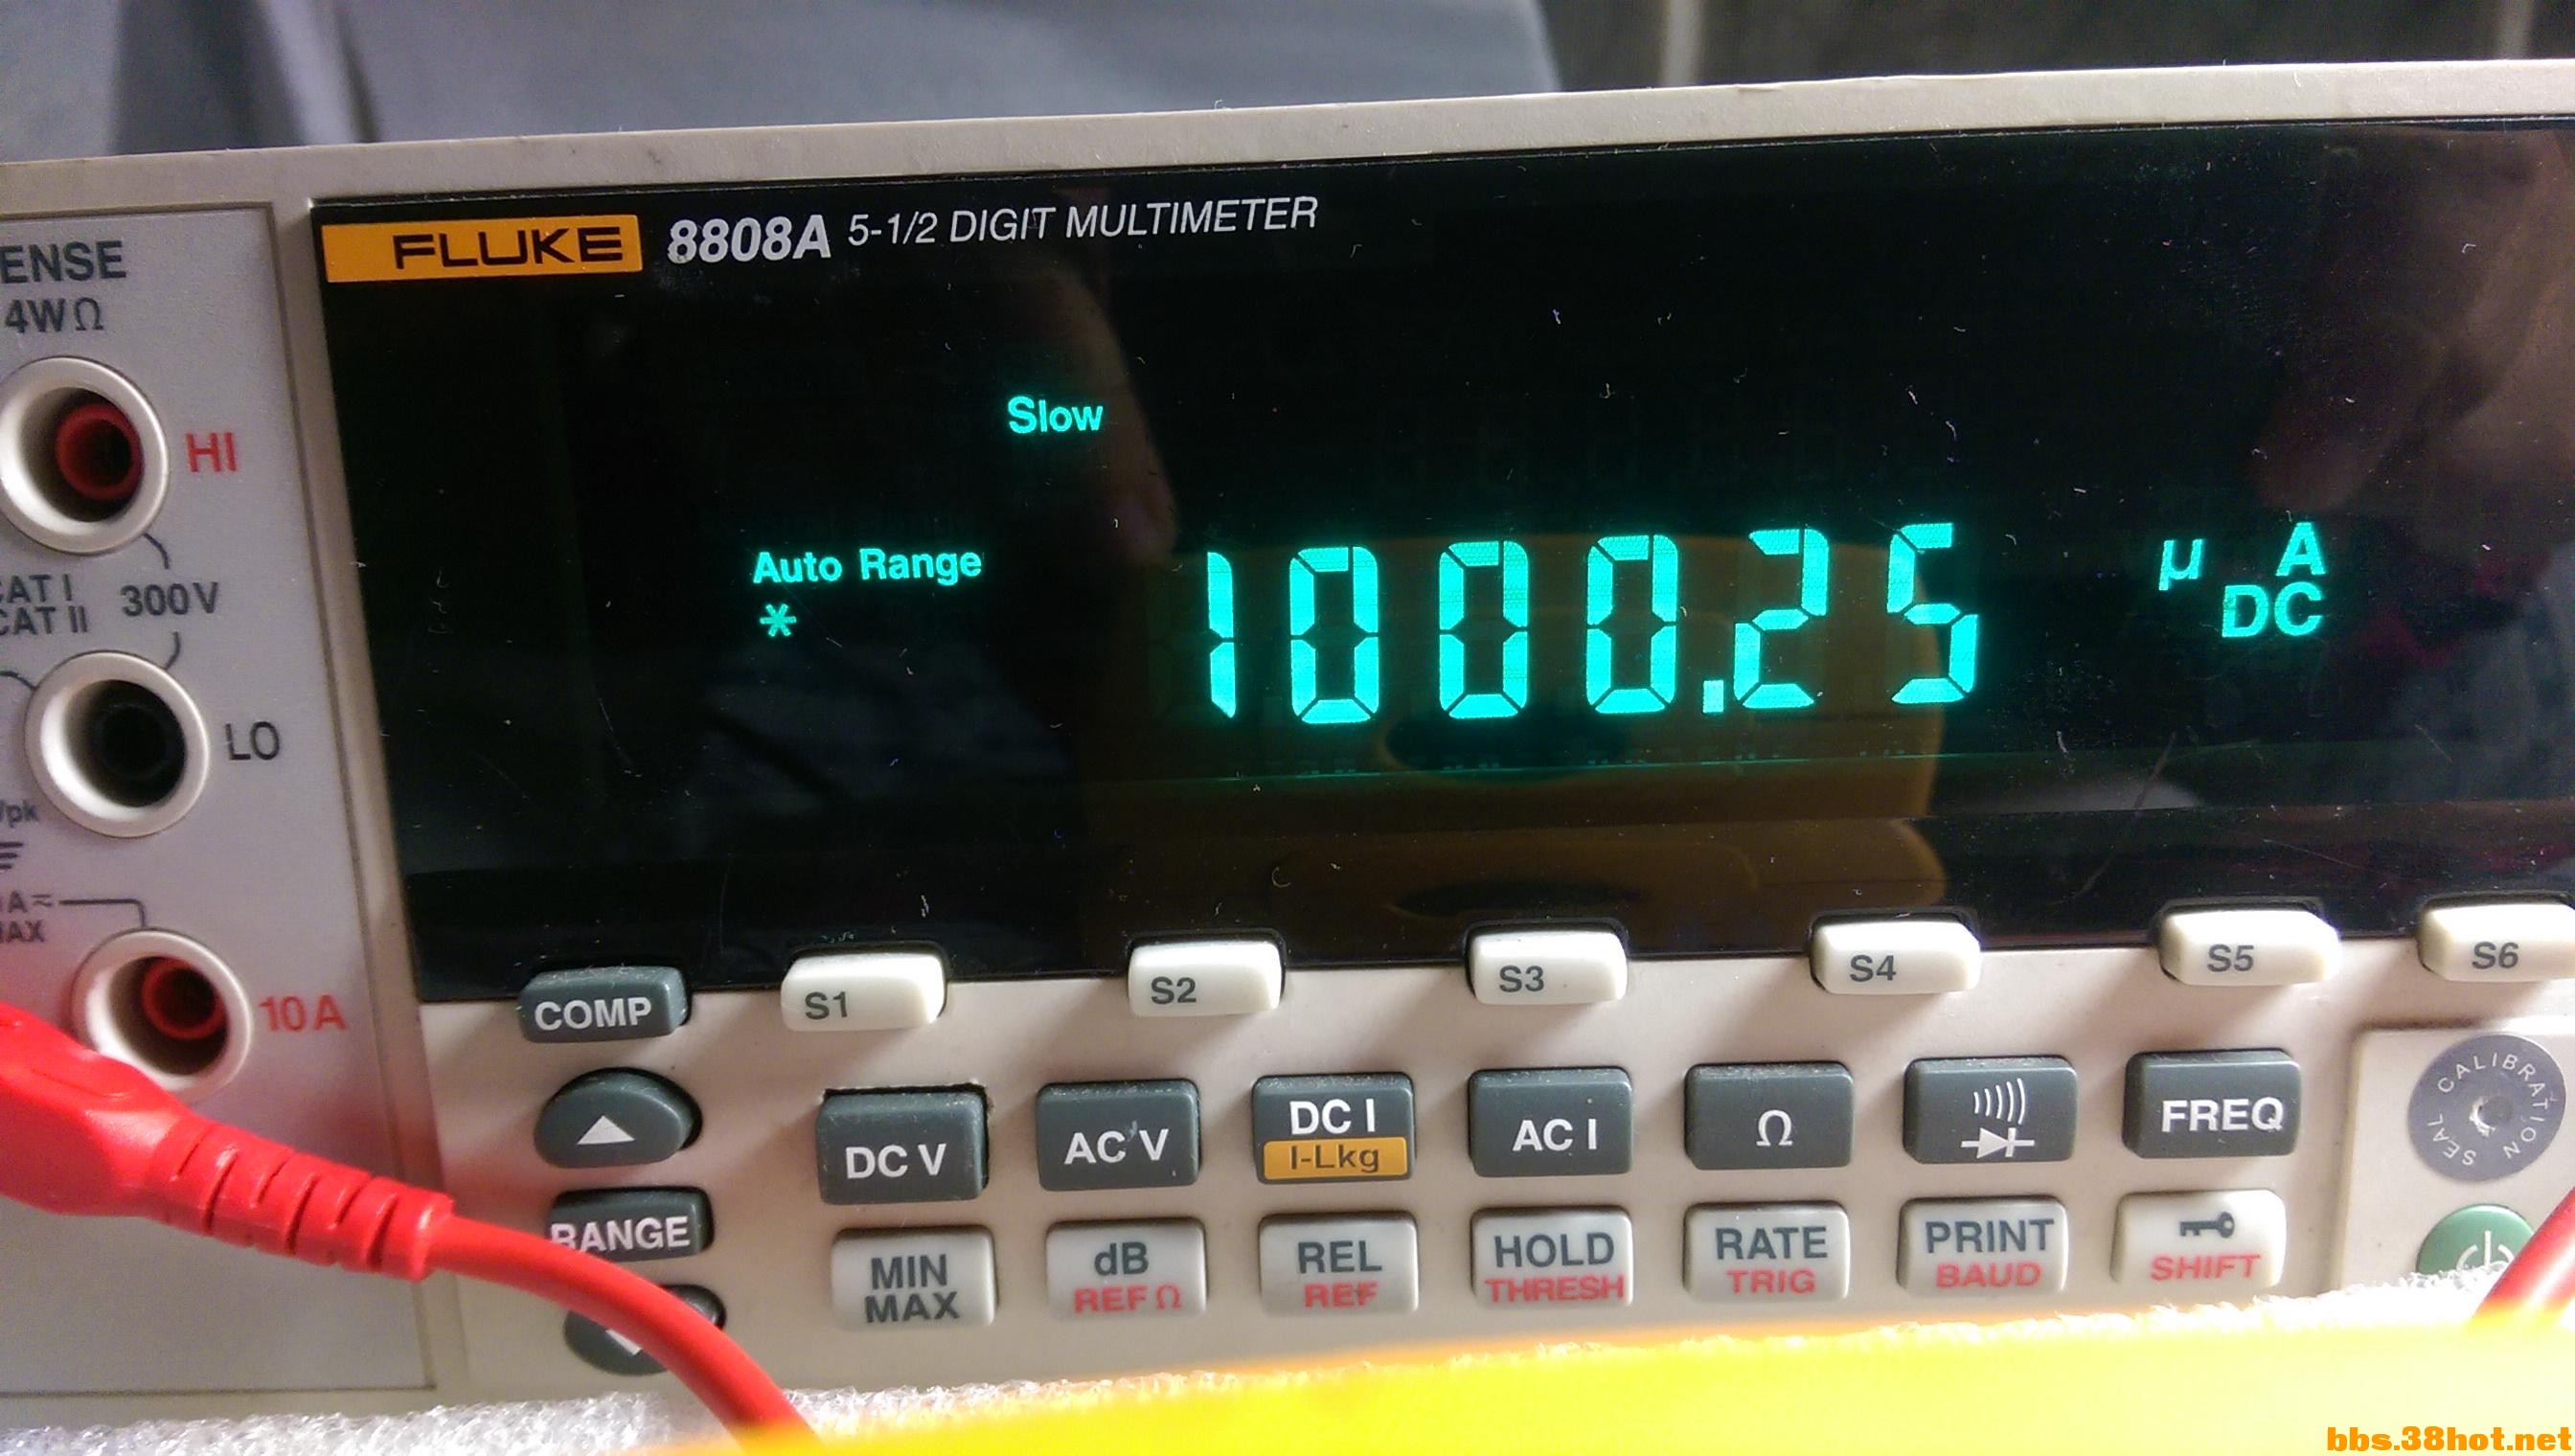 FLUKE 8808A 5-1/2 DIGIT MULTIMETER
ENSE
4WΩ
HI
CAT I
CAT II 300V
LO
Vpk
A≂
AX
10A
Slow
Auto Range
*
1000.25 µ A
DC
COMP S1 S2 S3 S4 S5 S6
DC V AC V DC I AC I Ω FREQ
I-Lkg
RANGE
MIN MAX
dB REF Ω
REL REF
HOLD THRESH
RATE TRIG
PRINT BAUD
SHIFT
CALIBRATION SEAL
bbs.38hot.net